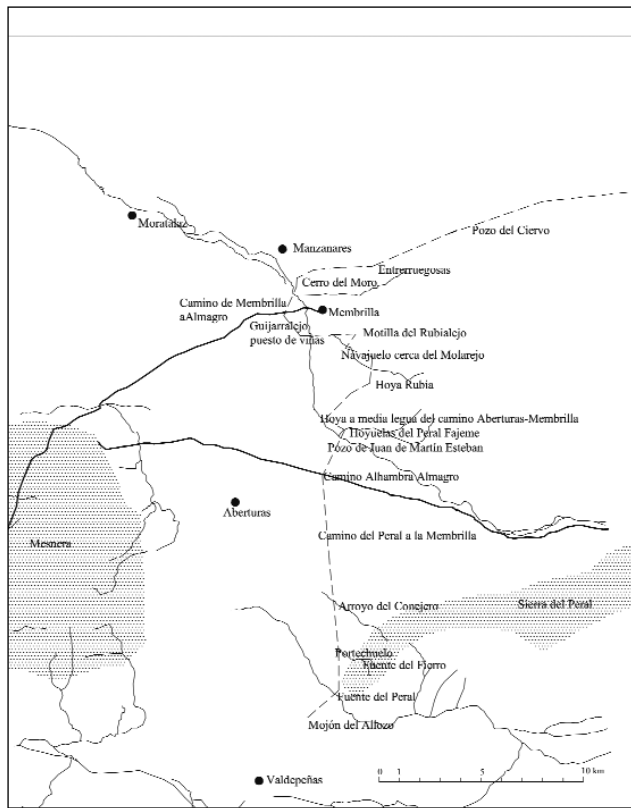 Pozo del Ciervo
Moratalaz
Manzanares
Entrerruegosas
Cerro del Moro
Camino de Membrilla
aAlmagro
Membrilla
Guijarralejo
puesto de viñas
Motilla del Rubialejo
Navajuelo cerca del Molarejo
Hoya Rubia
Hoya a media legua del camino Aberturas-Membrilla
Hoyuelas del Peral Fajeme
Pozo de Juan de Martín Esteban
Camino Alhambra Almagro
Aberturas
Camino del Peral a la Membrilla
Mesnera
Arroyo del Conejero
Sierra del Peral
Portechuelo
Fuente del Fierro
Fuente del Peral
Mojón del Allozo
Valdepeñas
0 1 5 10 km